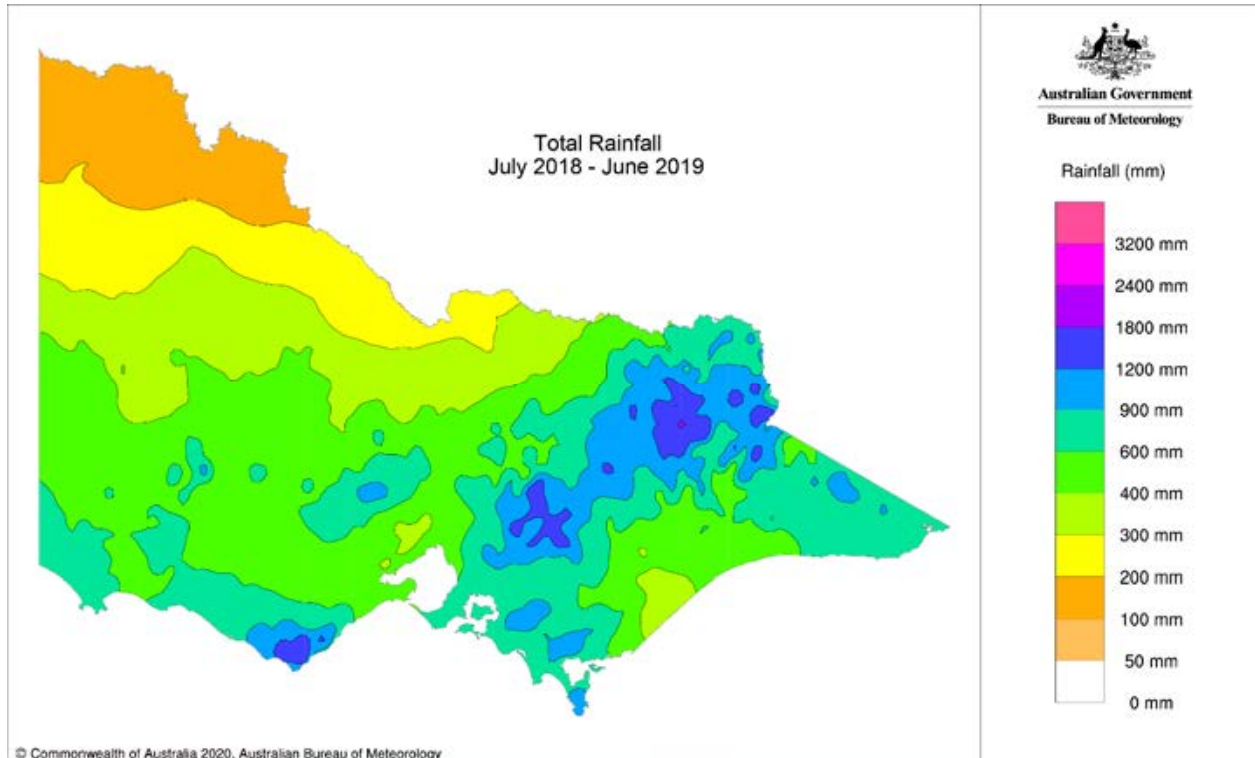 Total Rainfall
July 2018 - June 2019
Australian Government
Bureau of Meteorology
Rainfall (mm)
3200 mm
2400 mm
1800 mm
1200 mm
900 mm
600 mm
400 mm
300 mm
200 mm
100 mm
50 mm
0 mm
© Commonwealth of Australia 2020, Australian Bureau of Meteorology